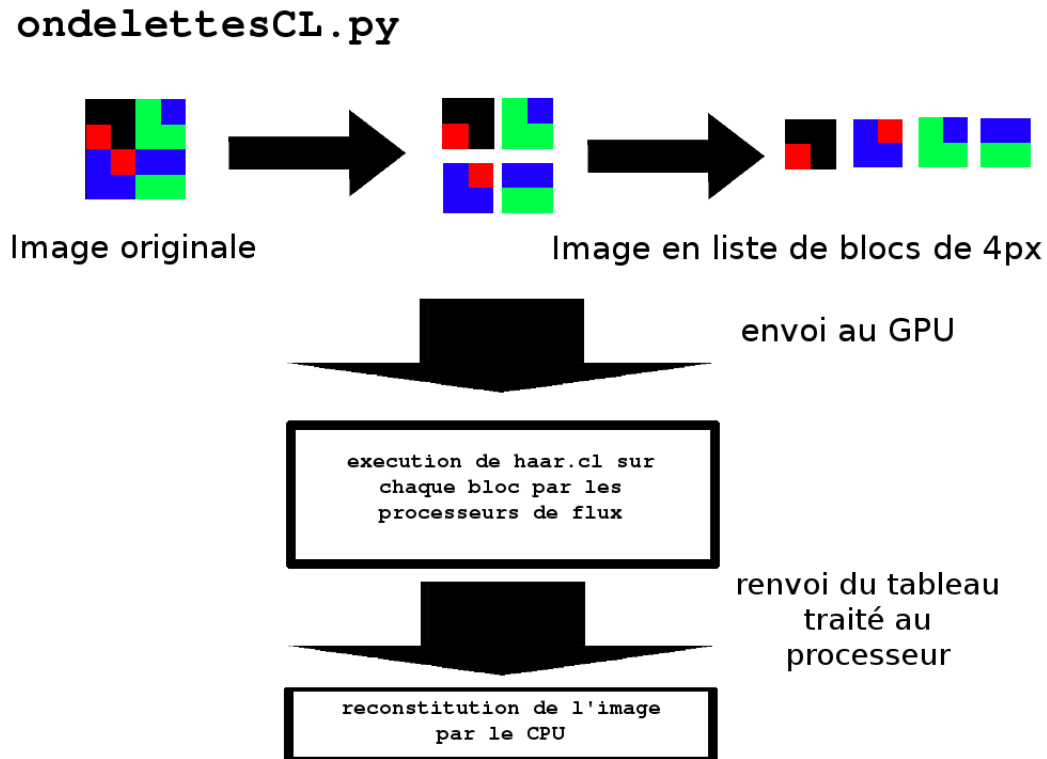 ondelettesCL.py
Image originale
Image en liste de blocs de 4px
envoi au GPU
execution de haar.cl sur
chaque bloc par les
processeurs de flux
renvoi du tableau
traité au
processeur
reconstitution de l'image
par le CPU